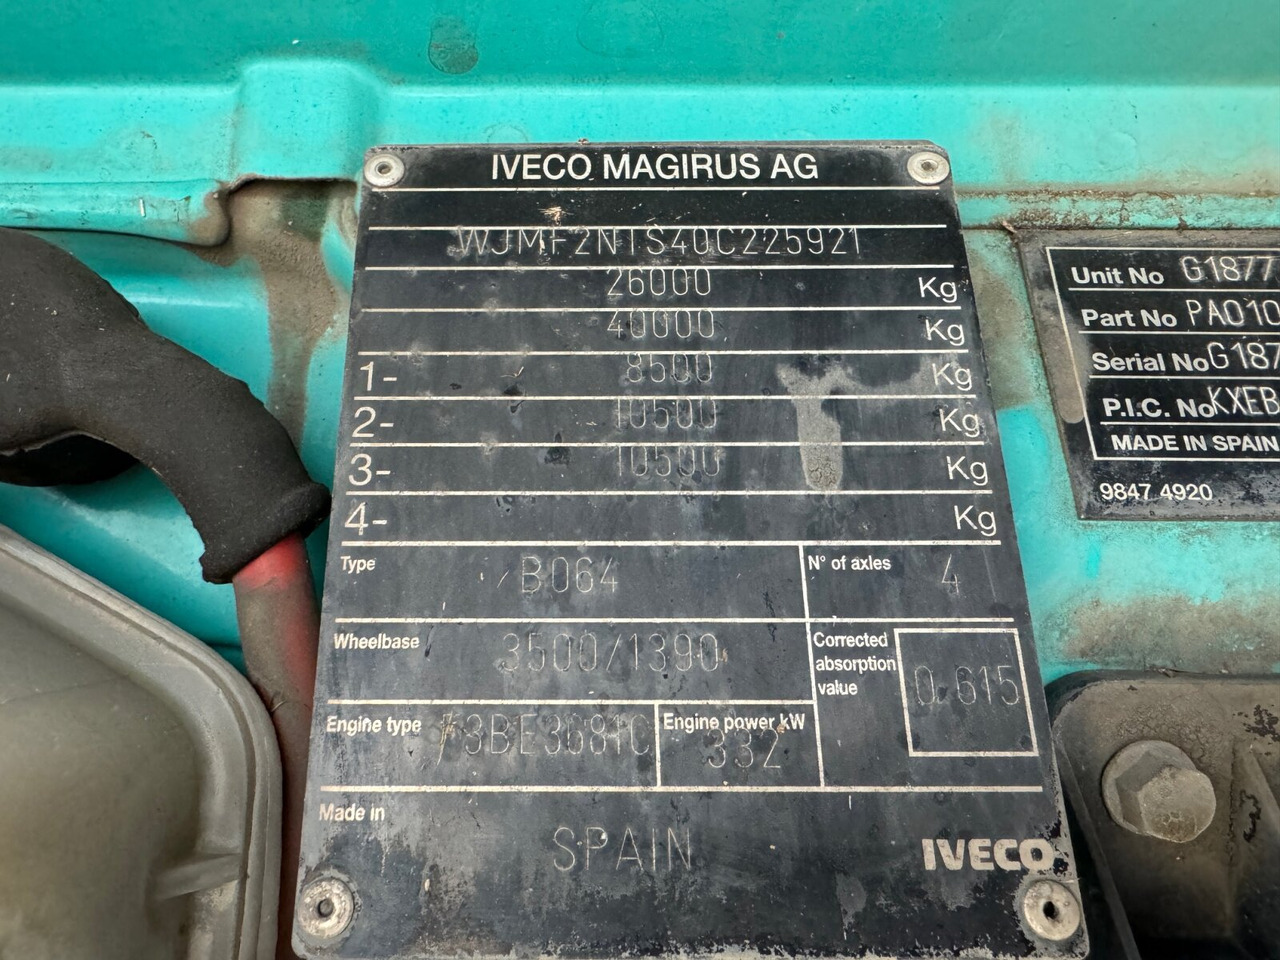 IVECO MAGIRUS AG
WJMF2NTS40C225921
26000 Kg
40000 Kg
1- 8500 Kg
2- 10500 Kg
3- 10500 Kg
4- Kg
Type B064
N° of axles 4
Wheelbase 3500/1390
Corrected absorption value 0.615
Engine type F3BE3681C
Engine power kW 332
Made in SPAIN
IVECO
Unit No G1877
Part No PA010
Serial No G187
P.I.C. No KXEB
MADE IN SPAIN
9847 4920